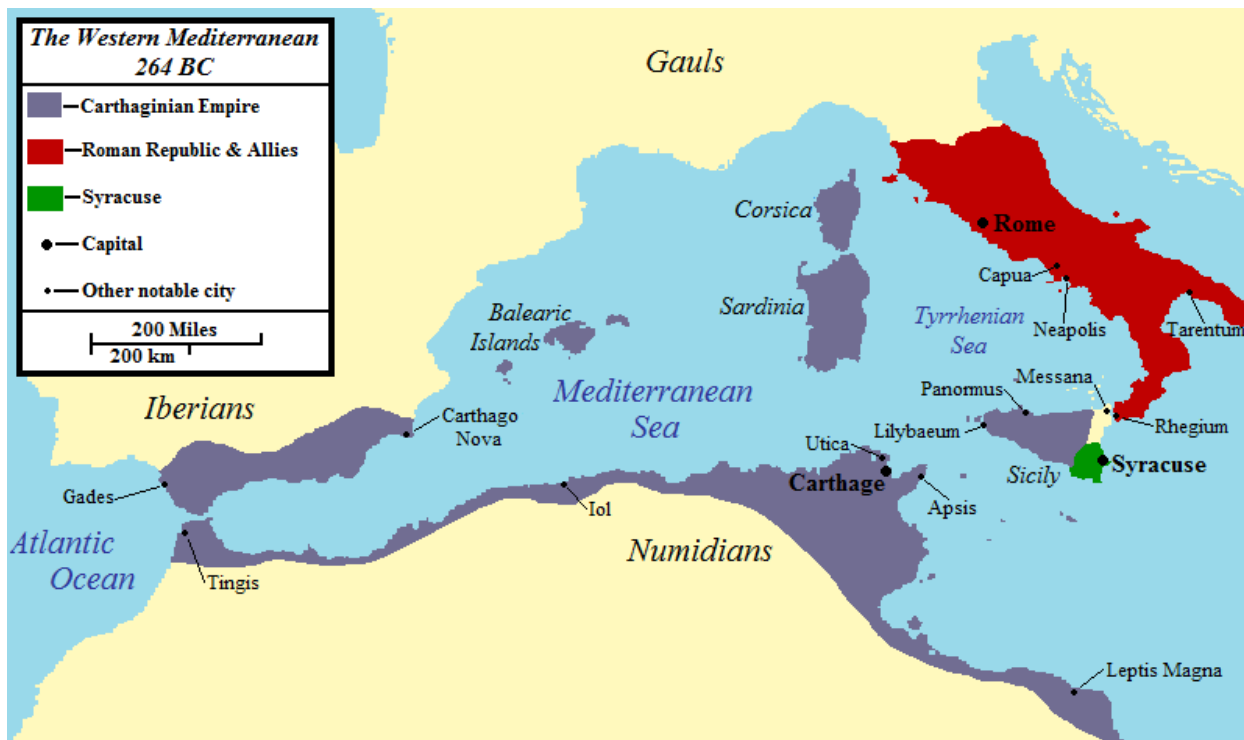 The Western Mediterranean
264 BC
Carthaginian Empire
Roman Republic & Allies
Syracuse
Capital
Other notable city
200 Miles
200 km
Gauls
Corsica
Rome
Capua
Sardinia
Tyrrhenian
Sea
Neapolis
Tarentum
Balearic
Islands
Mediterranean
Sea
Messana
Panormus
Iberians
Carthago
Nova
Lilybaeum
Rhegium
Utica
Sicily
Syracuse
Gades
Carthage
Iol
Apsis
Atlantic
Ocean
Numidians
Tingis
Leptis Magna